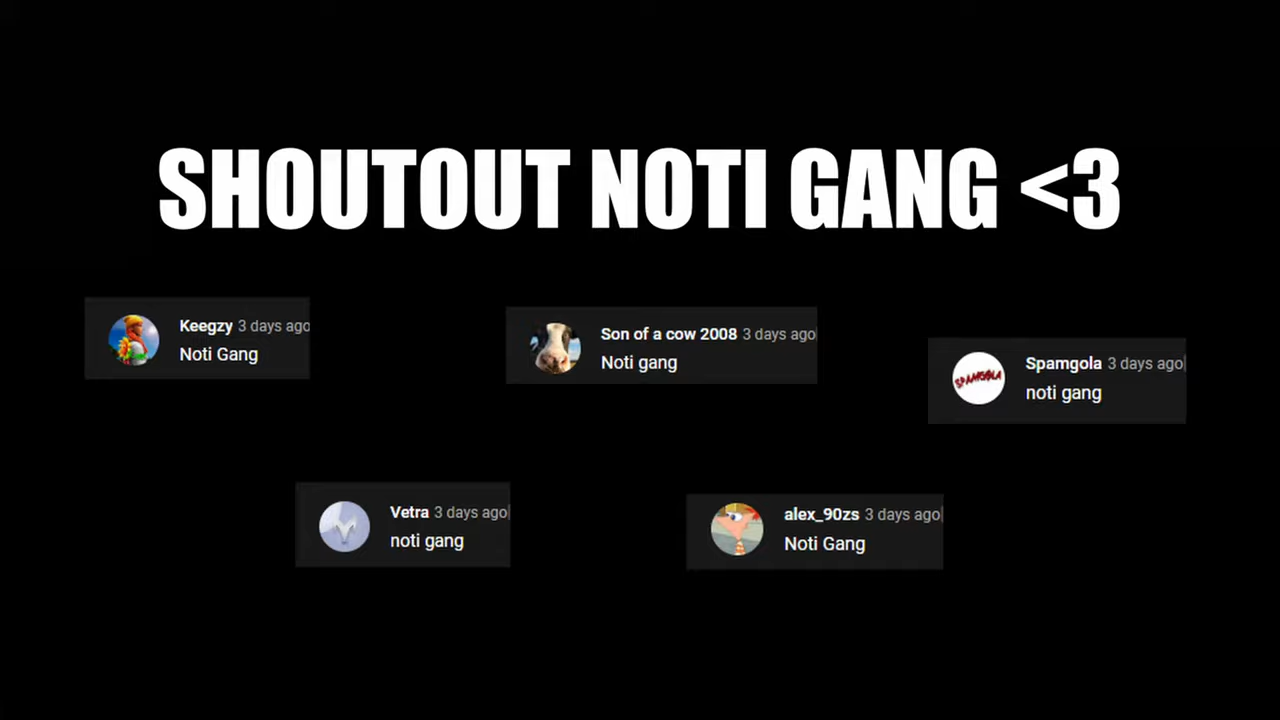 SHOUTOUT NOTI GANG <3
Keegzy 3 days ago
Noti Gang
Son of a cow 2008 3 days ago
Noti gang
SPAMGOLA
Spamgola 3 days ago
noti gang
Vetra 3 days ago
noti gang
alex_90zs 3 days ago
Noti Gang